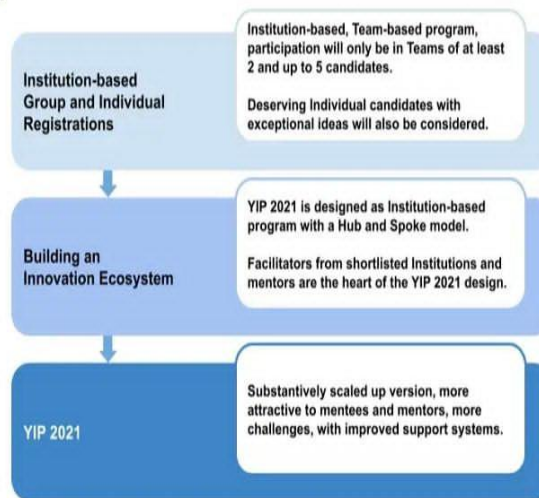 Institution-based
Group and Individual
Registrations
Institution-based, Team-based program,
participation will only be in Teams of at least
2 and up to 5 candidates.
Deserving Individual candidates with
exceptional ideas will also be considered.
Building an
Innovation Ecosystem
YIP 2021 is designed as Institution-based
program with a Hub and Spoke model.
Facilitators from shortlisted Institutions and
mentors are the heart of the YIP 2021 design.
YIP 2021
Substantively scaled up version, more
attractive to mentees and mentors, more
challenges, with improved support systems.